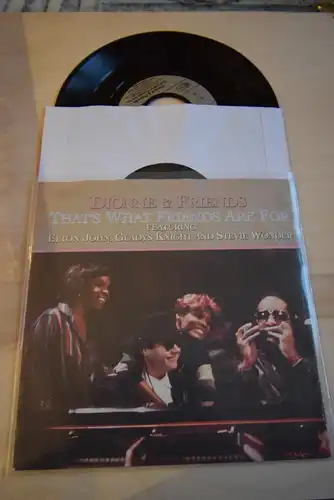 DIONNE & FRIENDS
THAT'S WHAT FRIENDS ARE FOR
FEATURING
ELTON JOHN, GLADYS KNIGHT AND STEVIE WONDER